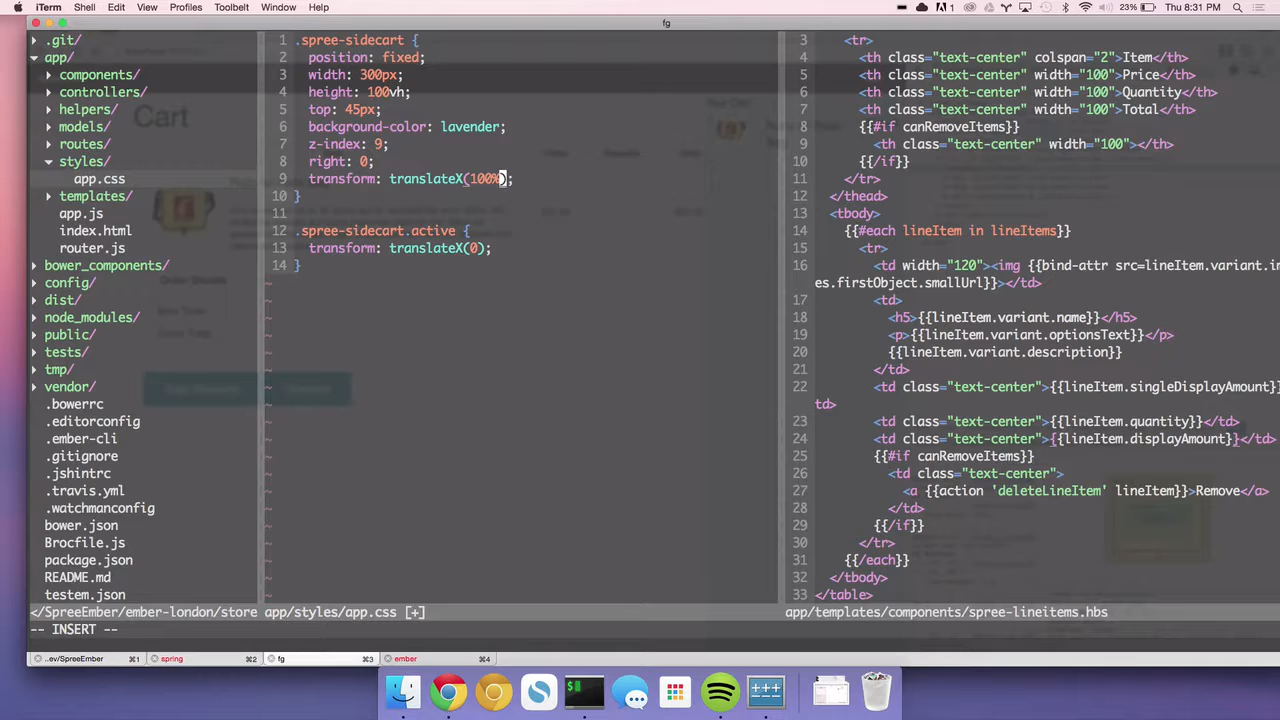 iTerm Shell Edit View Profiles Toolbelt Window Help
1 23% Thu 8:31 PM
fg
.git/
app/
components/
controllers/
helpers/
models/
routes/
styles/
app.css
templates/
app.js
index.html
router.js
bower_components/
config/
dist/
node_modules/
public/
tests/
tmp/
vendor/
.bowerrc
.editorconfig
.ember-cli
.gitignore
.jshintrc
.travis.yml
.watchmanconfig
bower.json
Brocfile.js
package.json
README.md
testem.json
</SpreeEmber/ember-london/store
1 .spree-sidecart {
2 position: fixed;
3 width: 300px;
4 height: 100vh;
5 top: 45px;
6 background-color: lavender;
7 z-index: 9;
8 right: 0;
9 transform: translateX(100%);
10 }
11
12 .spree-sidecart.active {
13 transform: translateX(0);
14 }
app/styles/app.css [+]
3 <tr>
4 <th class="text-center" colspan="2">Item</th>
5 <th class="text-center" width="100">Price</th>
6 <th class="text-center" width="100">Quantity</th>
7 <th class="text-center" width="100">Total</th>
8 {{#if canRemoveItems}}
9 <th class="text-center" width="100"></th>
10 {{/if}}
11 </tr>
12 </thead>
13 <tbody>
14 {{#each lineItem in lineItems}}
15 <tr>
16 <td width="120"><img {{bind-attr src=lineItem.variant.im
es.firstObject.smallUrl}}></td>
17 <td>
18 <h5>{{lineItem.variant.name}}</h5>
19 <p>{{lineItem.variant.optionsText}}</p>
20 {{lineItem.variant.description}}
21 </td>
22 <td class="text-center">{{lineItem.singleDisplayAmount}}
td>
23 <td class="text-center">{{lineItem.quantity}}</td>
24 <td class="text-center">{{lineItem.displayAmount}}</td>
25 {{#if canRemoveItems}}
26 <td class="text-center">
27 <a {{action 'deleteLineItem' lineItem}}>Remove</a>
28 </td>
29 {{/if}}
30 </tr>
31 {{/each}}
32 </tbody>
33 </table>
app/templates/components/spree-lineitems.hbs
-- INSERT --
..ev/SpreeEmber ⌘1 spring ⌘2 fg ⌘3 ember ⌘4
Cart